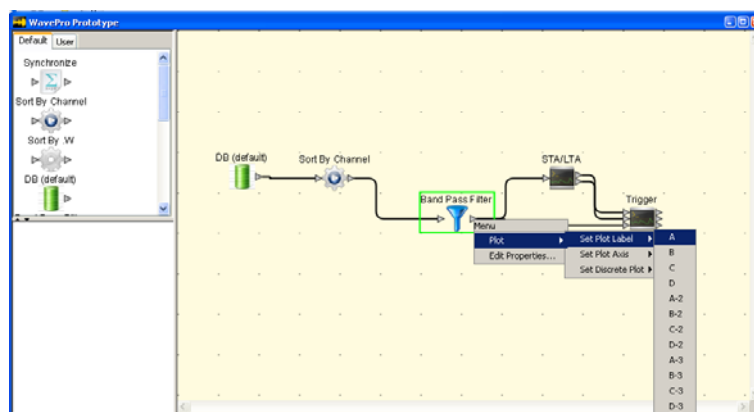 WavePro Prototype
Default User
Synchronize
Sort By Channel
Sort By .W
DB (default)
DB (default)
Sort By Channel
Band Pass Filter
STA/LTA
Trigger
Menu
Plot
Edit Properties...
Set Plot Label
Set Plot Axis
Set Discrete Plot
A
B
C
D
A-2
B-2
C-2
D-2
A-3
B-3
C-3
D-3